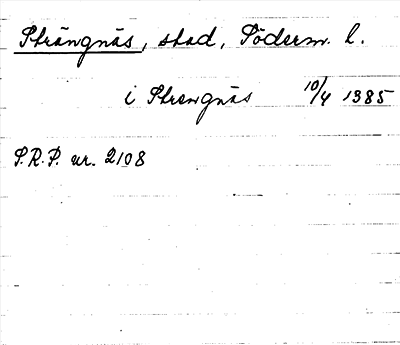 Strängnäs, stad, Söderm. l.
i Strengnäs 10/4 1385
S.R.P. nr. 2108